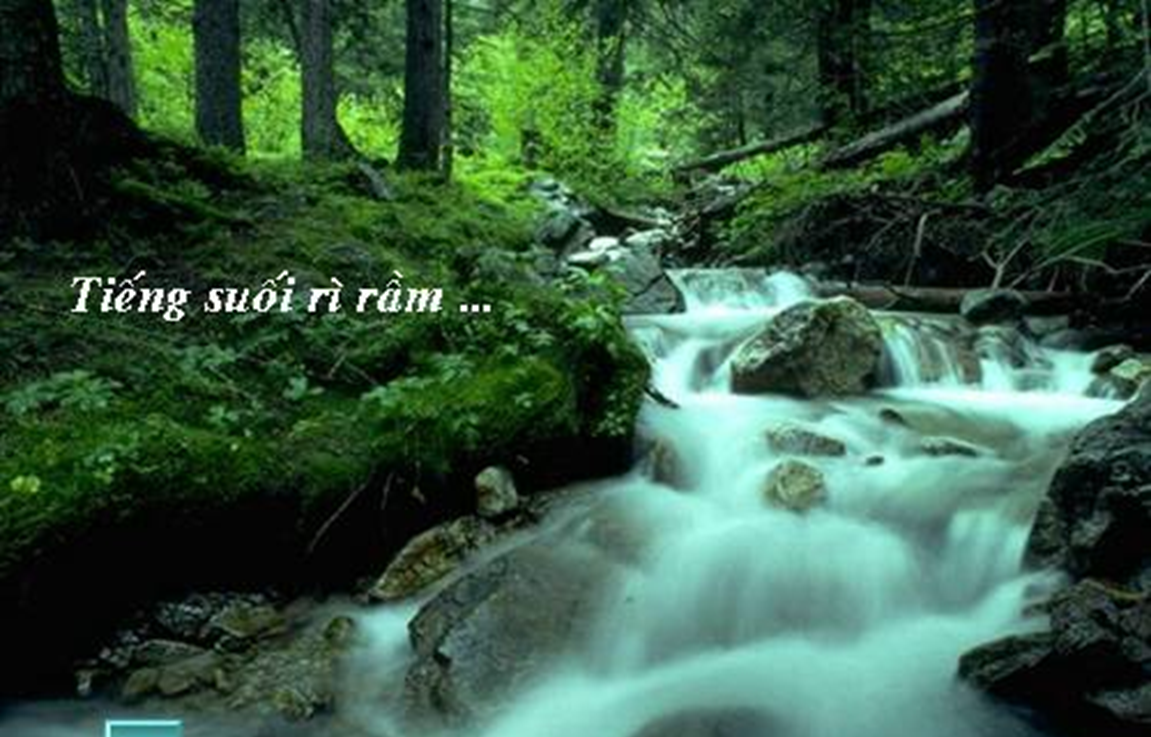 Tiếng suối rì rầm ...